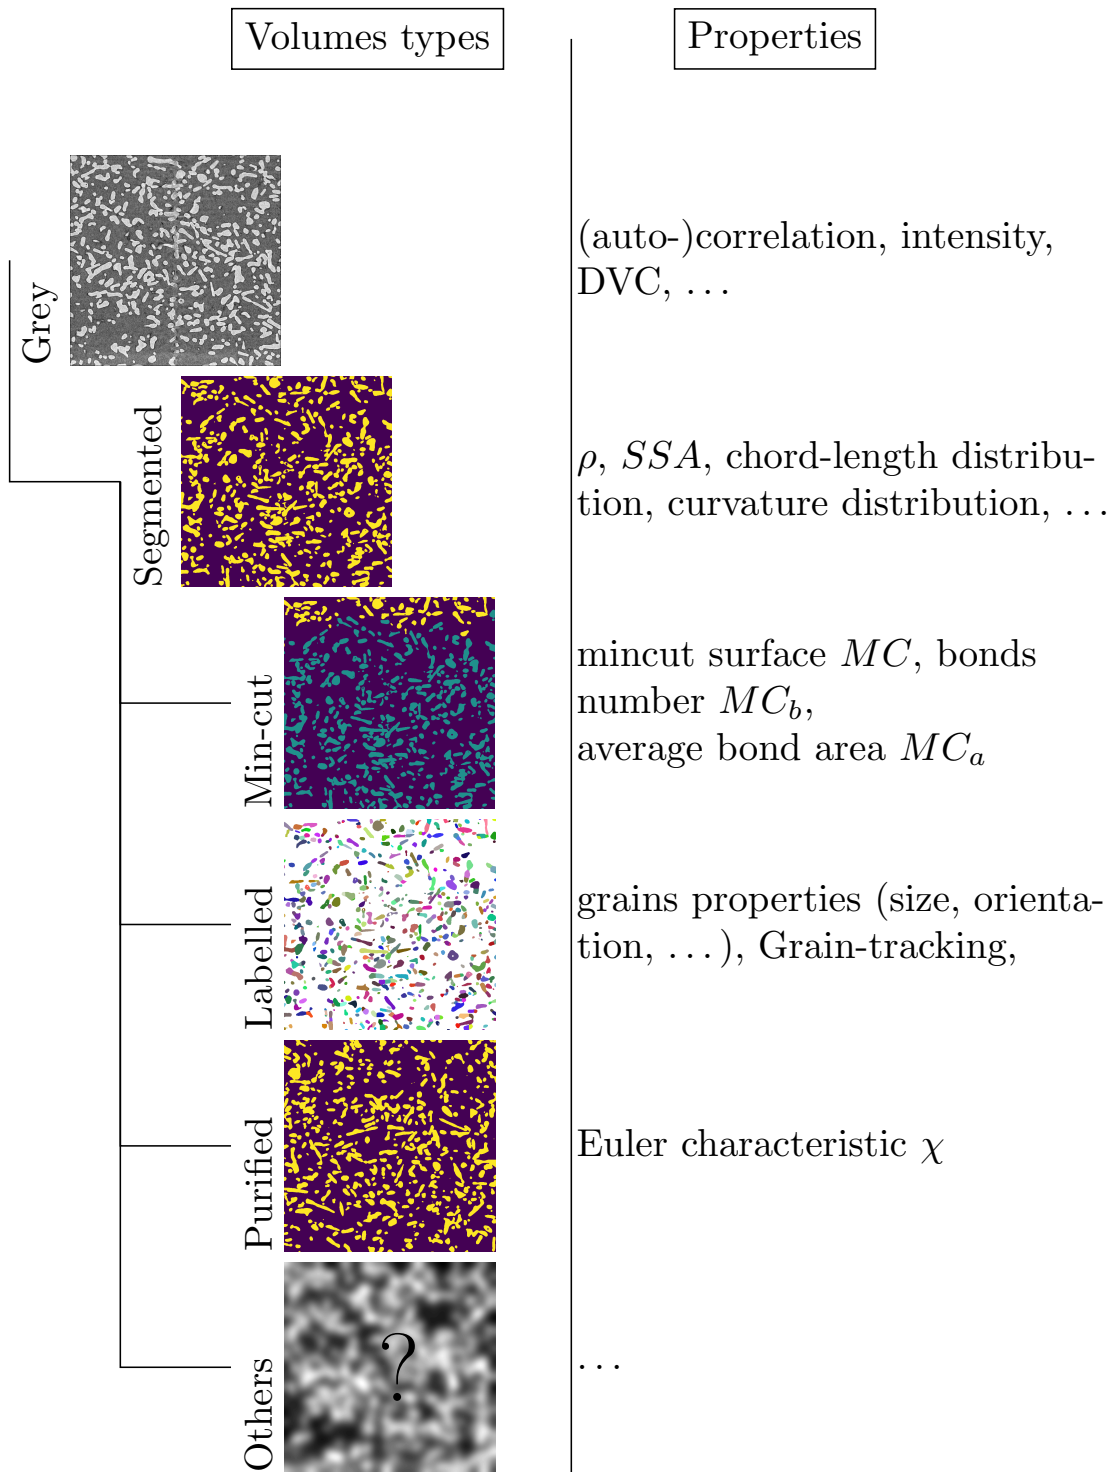 Volumes types
Properties
Grey
(auto-)correlation, intensity,
DVC, ...
Segmented
ρ, SSA, chord-length distribu-
tion, curvature distribution, ...
Min-cut
mincut surface MC, bonds
number MC_b,
average bond area MC_a
Labelled
grains properties (size, orienta-
tion, ...), Grain-tracking,
Purified
Euler characteristic χ
Others
?
...